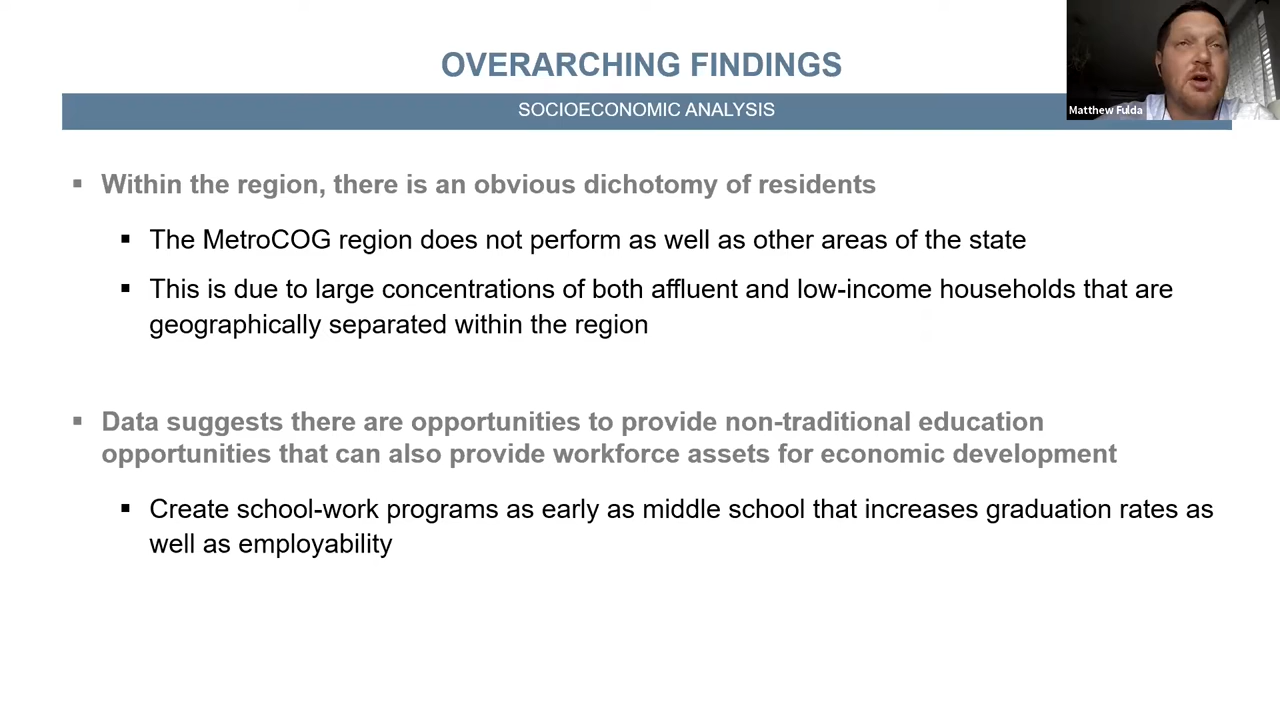 OVERARCHING FINDINGS
SOCIOECONOMIC ANALYSIS
Matthew Fulda
▪ Within the region, there is an obvious dichotomy of residents
▪ The MetroCOG region does not perform as well as other areas of the state
▪ This is due to large concentrations of both affluent and low-income households that are
geographically separated within the region
▪ Data suggests there are opportunities to provide non-traditional education
opportunities that can also provide workforce assets for economic development
▪ Create school-work programs as early as middle school that increases graduation rates as
well as employability